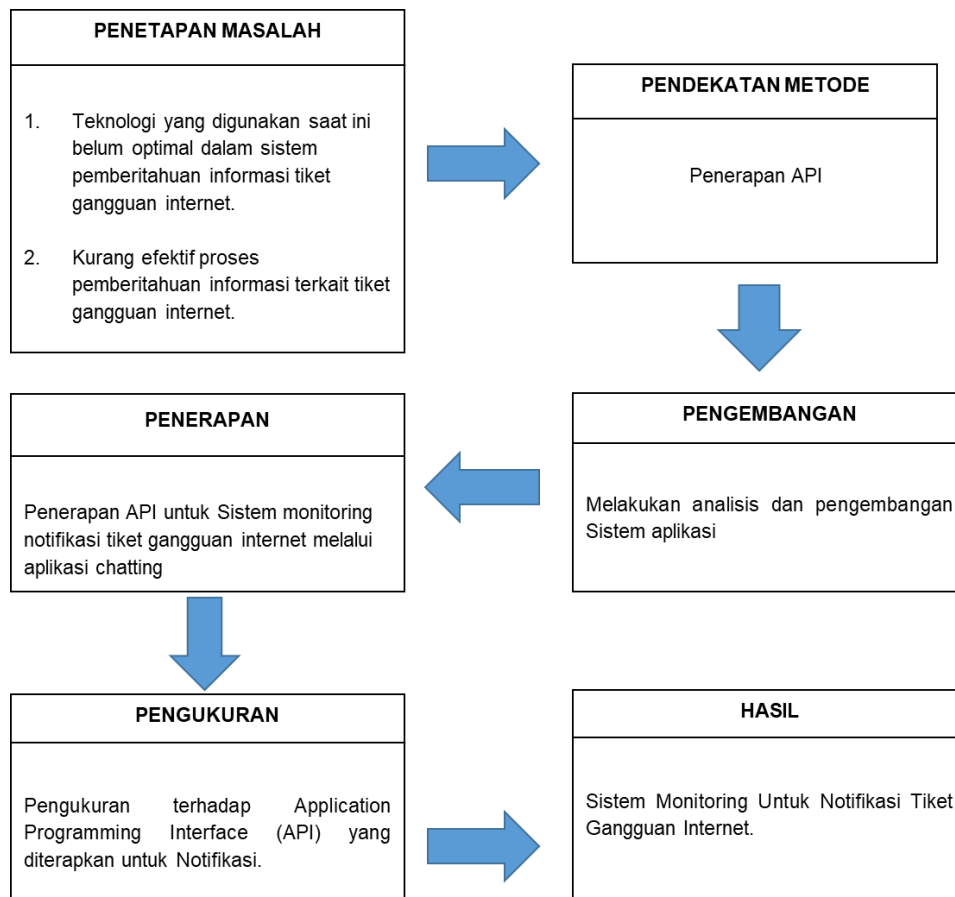 PENETAPAN MASALAH
1. Teknologi yang digunakan saat ini
belum optimal dalam sistem
pemberitahuan informasi tiket
gangguan internet.
2. Kurang efektif proses
pemberitahuan informasi terkait tiket
gangguan internet.
PENDEKATAN METODE
Penerapan API
PENGEMBANGAN
Melakukan analisis dan pengembangan
Sistem aplikasi
PENERAPAN
Penerapan API untuk Sistem monitoring
notifikasi tiket gangguan internet melalui
aplikasi chatting
PENGUKURAN
Pengukuran terhadap Application
Programming Interface (API) yang
diterapkan untuk Notifikasi.
HASIL
Sistem Monitoring Untuk Notifikasi Tiket
Gangguan Internet.